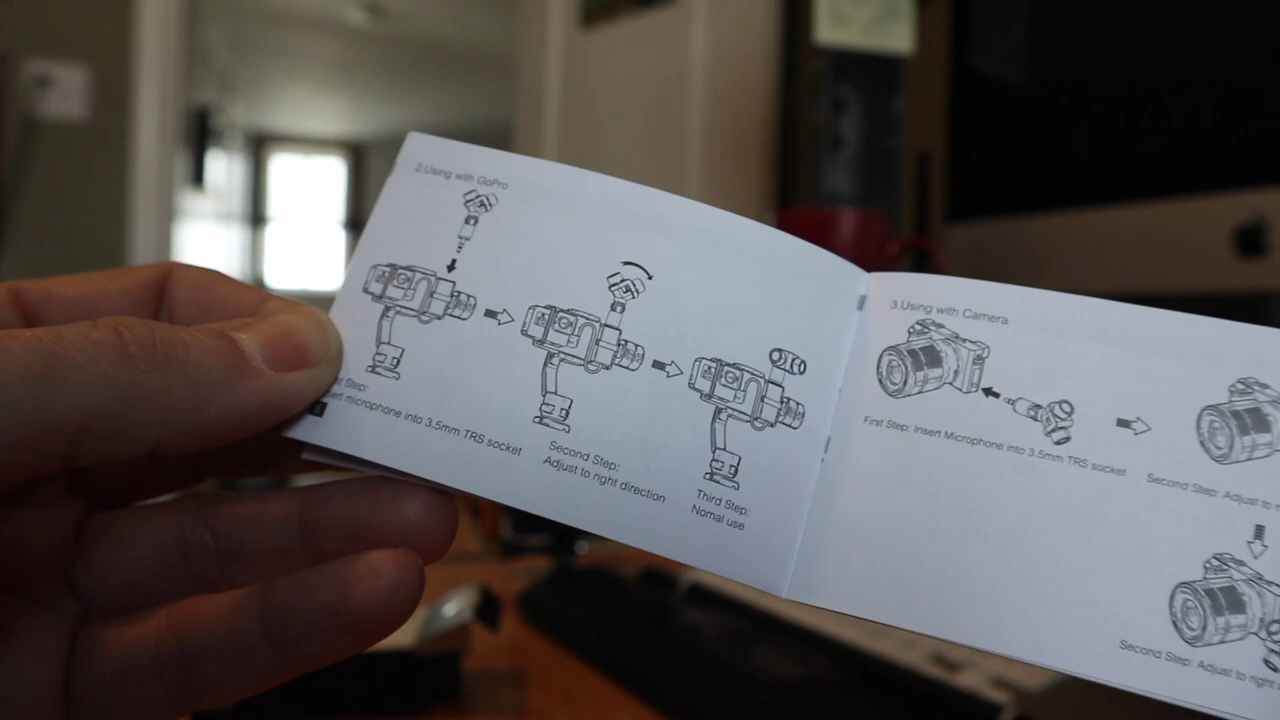 2.Using with GoPro
Step:
microphone into 3.5mm TRS socket
Second Step:
Adjust to right direction
Third Step:
Nomal use
3.Using with Camera
First Step: Insert Microphone into 3.5mm TRS socket
Second Step: Adjust to
Second Step: Adjust to right